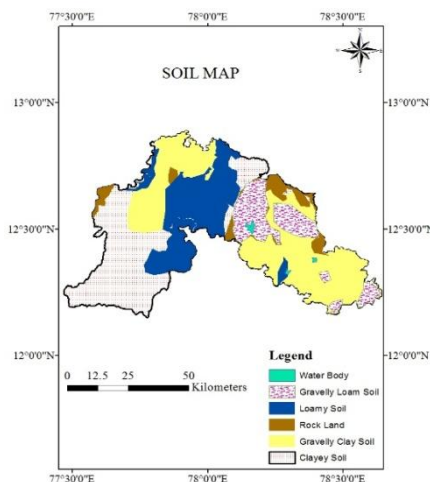 77°30'0"E 78°0'0"E 78°30'0"E
SOIL MAP
13°0'0"N 13°0'0"N
12°30'0"N 12°30'0"N
12°0'0"N 12°0'0"N
Legend
Water Body
Gravelly Loam Soil
Loamy Soil
Rock Land
Gravelly Clay Soil
Clayey Soil
0 12.5 25 50
Kilometers
77°30'0"E 78°0'0"E 78°30'0"E